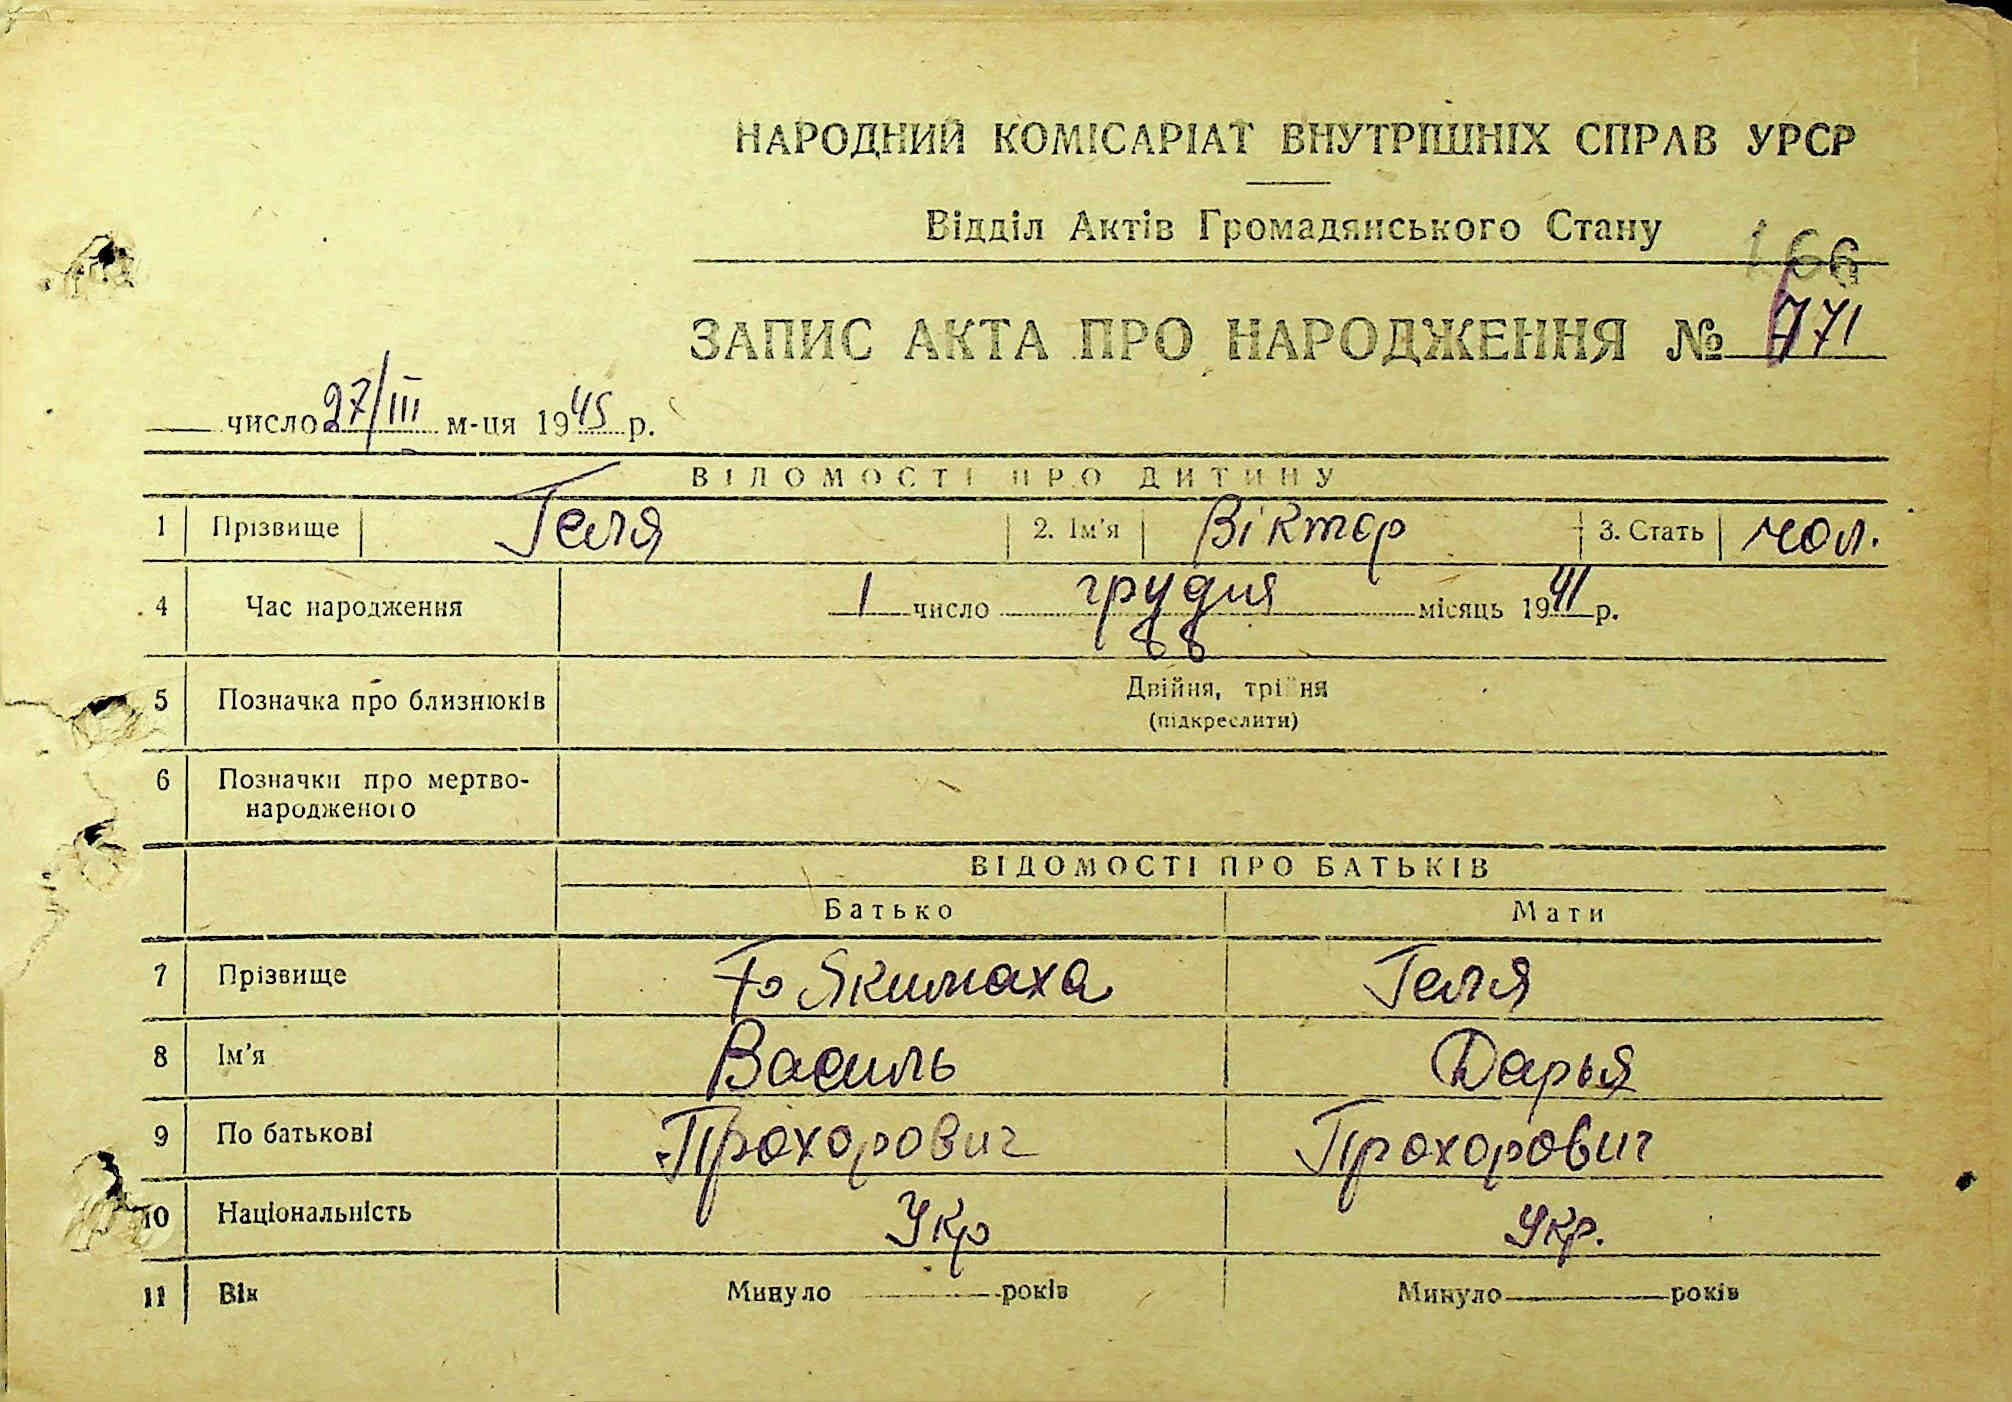 НАРОДНИЙ КОМІСАРІАТ ВНУТРІШНІХ СПРАВ УРСР
Відділ Актів Громадянського Стану
166
ЗАПИС АКТА ПРО НАРОДЖЕННЯ № 771
число 27/III м-ця 1945 р.
ВІДОМОСТІ ПРО ДИТИНУ
1 Прізвище Геля 2. Ім'я Віктор 3. Стать чол.
4 Час народження 1 число грудня місяць 1941 р.
5 Позначка про близнюків Двійня, трійня
(підкреслити)
6 Позначки про мертво-
народженого
ВІДОМОСТІ ПРО БАТЬКІВ
Батько Мати
7 Прізвище Якимаха Геля
8 Ім'я Василь Дарья
9 По батькові Прохорович Прохорович
10 Національність Укр Укр.
11 Вік Минуло років Минуло років